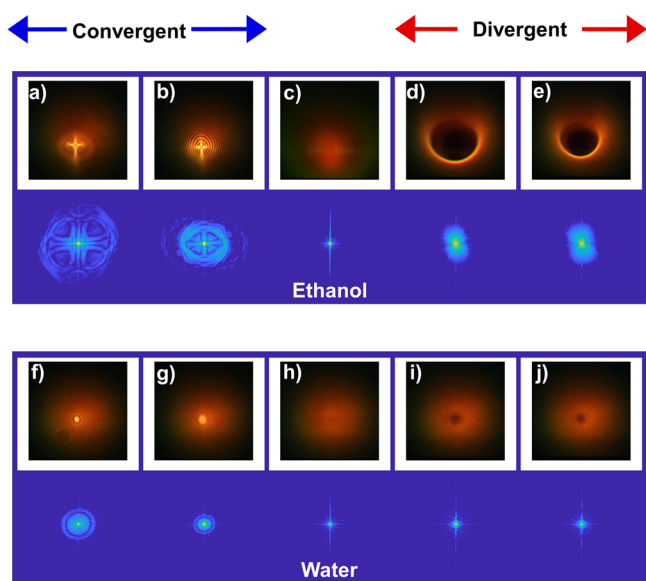 Convergent
Divergent
a) b) c) d) e)
Ethanol
f) g) h) i) j)
Water